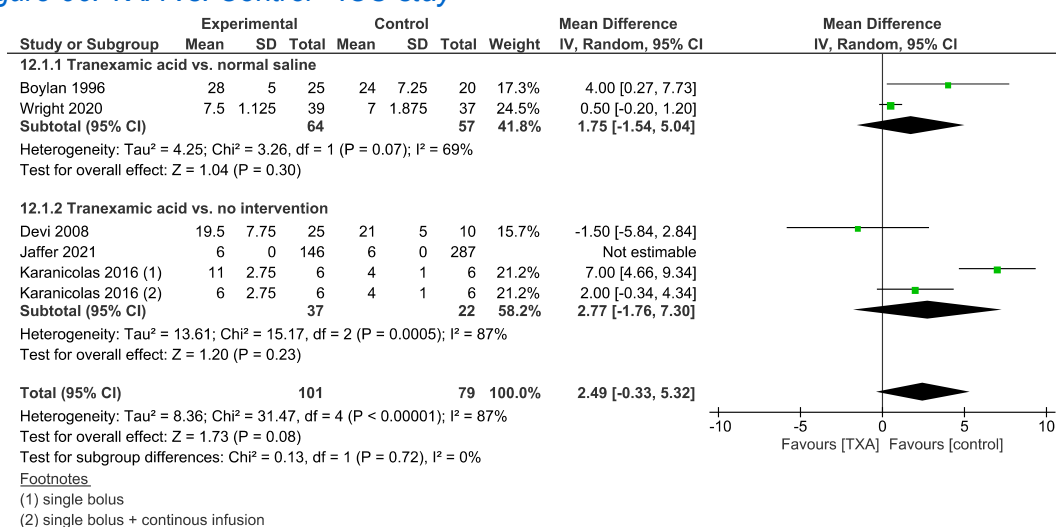 Experimental Control Mean Difference Mean Difference
Study or Subgroup Mean SD Total Mean SD Total Weight IV, Random, 95% CI IV, Random, 95% CI
12.1.1 Tranexamic acid vs normal saline
Boylan 1996 28 5 25 24 7.25 20 17.3% 4.00 [0.27, 7.73]
Wright 2020 7.5 1.125 39 7 1.875 37 24.5% 0.50 [-0.20, 1.20]
Subtotal (95% CI) 64 57 41.8% 1.75 [-1.54, 5.04]
Heterogeneity: Tau² = 4.25; Chi² = 3.26, df = 1 (P = 0.07); I² = 69%
Test for overall effect: Z = 1.04 (P = 0.30)
12.1.2 Tranexamic acid vs. no intervention
Devi 2008 19.5 7.75 25 21 5 10 15.7% -1.50 [-5.84, 2.84]
Jaffer 2021 6 0 146 6 0 287 Not estimable
Karanicolas 2016 (1) 11 2.75 6 4 1 6 21.2% 7.00 [4.66, 9.34]
Karanicolas 2016 (2) 6 2.75 6 4 1 6 21.2% 2.00 [-0.34, 4.34]
Subtotal (95% CI) 37 22 58.2% 2.77 [-1.76, 7.30]
Heterogeneity: Tau² = 13.61; Chi² = 15.17, df = 2 (P = 0.0005); I² = 87%
Test for overall effect: Z = 1.20 (P = 0.23)
Total (95% CI) 101 79 100.0% 2.49 [-0.33, 5.32]
Heterogeneity: Tau² = 8.36; Chi² = 31.47, df = 4 (P < 0.00001); I² = 87%
Test for overall effect: Z = 1.73 (P = 0.08)
Test for subgroup differences: Chi² = 0.13, df = 1 (P = 0.72), I² = 0%
-10 -5 0 5 10
Favours [TXA] Favours [control]
Footnotes
(1) single bolus
(2) single bolus + continous infusion